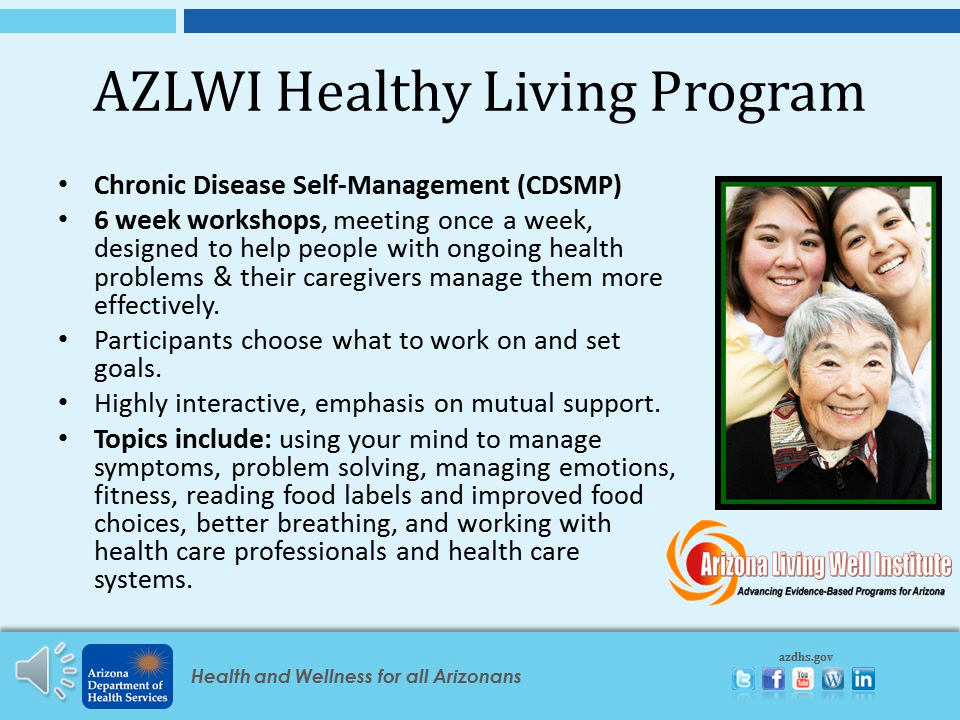 AZLWI Healthy Living Program
• Chronic Disease Self-Management (CDSMP)
• 6 week workshops, meeting once a week,
designed to help people with ongoing health
problems & their caregivers manage them more
effectively.
• Participants choose what to work on and set
goals.
• Highly interactive, emphasis on mutual support.
• Topics include: using your mind to manage
symptoms, problem solving, managing emotions,
fitness, reading food labels and improved food
choices, better breathing, and working with
health care professionals and health care
systems.
Arizona Living Well Institute
Advancing Evidence-Based Programs for Arizona
Arizona
Department of
Health Services
Health and Wellness for all Arizonans
azdhs.gov
f
You
Tube
W
in